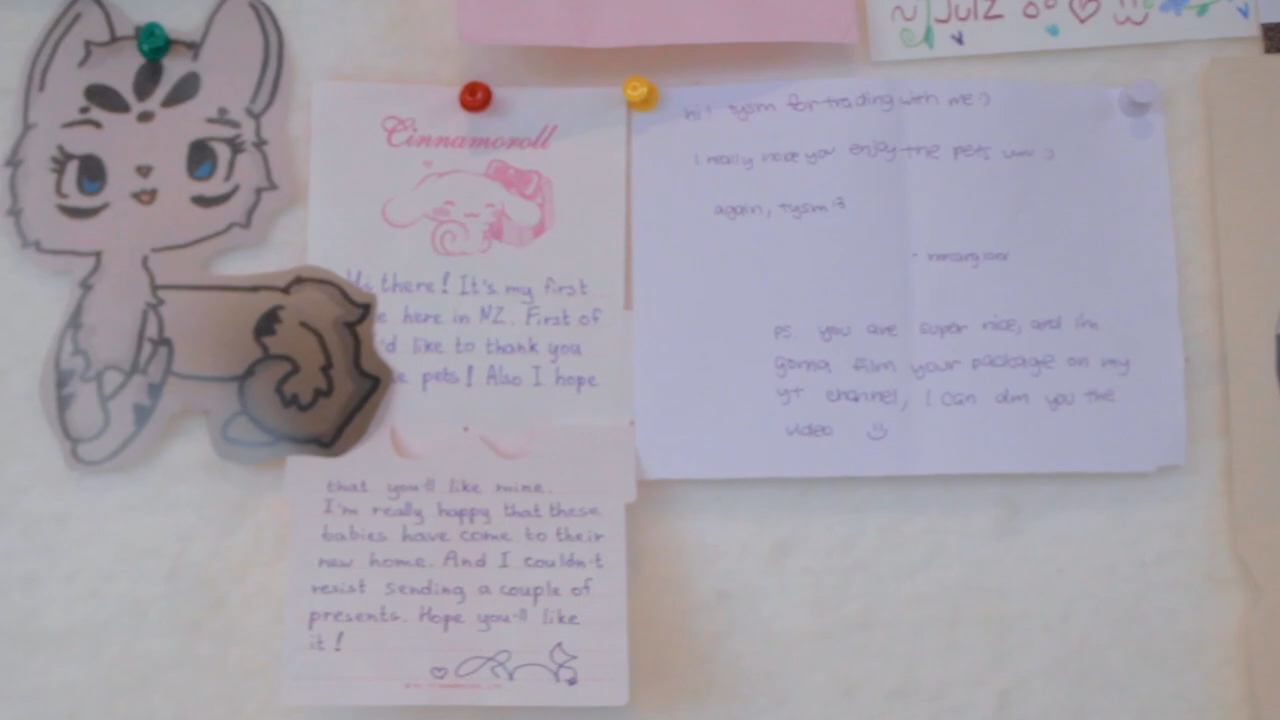 JULZ
Cinnamoroll
there! It's my first
here in NZ. First of
'd like to thank you
pets! Also I hope
that you'll like mine.
I'm really happy that these
babies have come to their
new home. And I couldn't
resist sending a couple of
presents. Hope you'll like
it!
hi! tysm for trading with me :)
I really hope you enjoy the pets uwu :)
again, tysm :3
ps. you are super nice, and I'm
gonna film your package on my
YT channel, I can dm you the
video